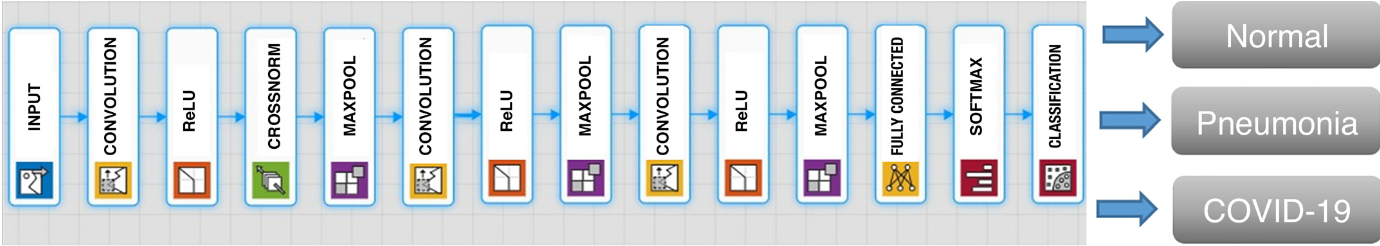 INPUT
CONVOLUTION
ReLU
CROSSNORM
MAXPOOL
CONVOLUTION
ReLU
MAXPOOL
CONVOLUTION
ReLU
MAXPOOL
FULLY CONNECTED
SOFTMAX
CLASSIFICATION
Normal
Pneumonia
COVID-19